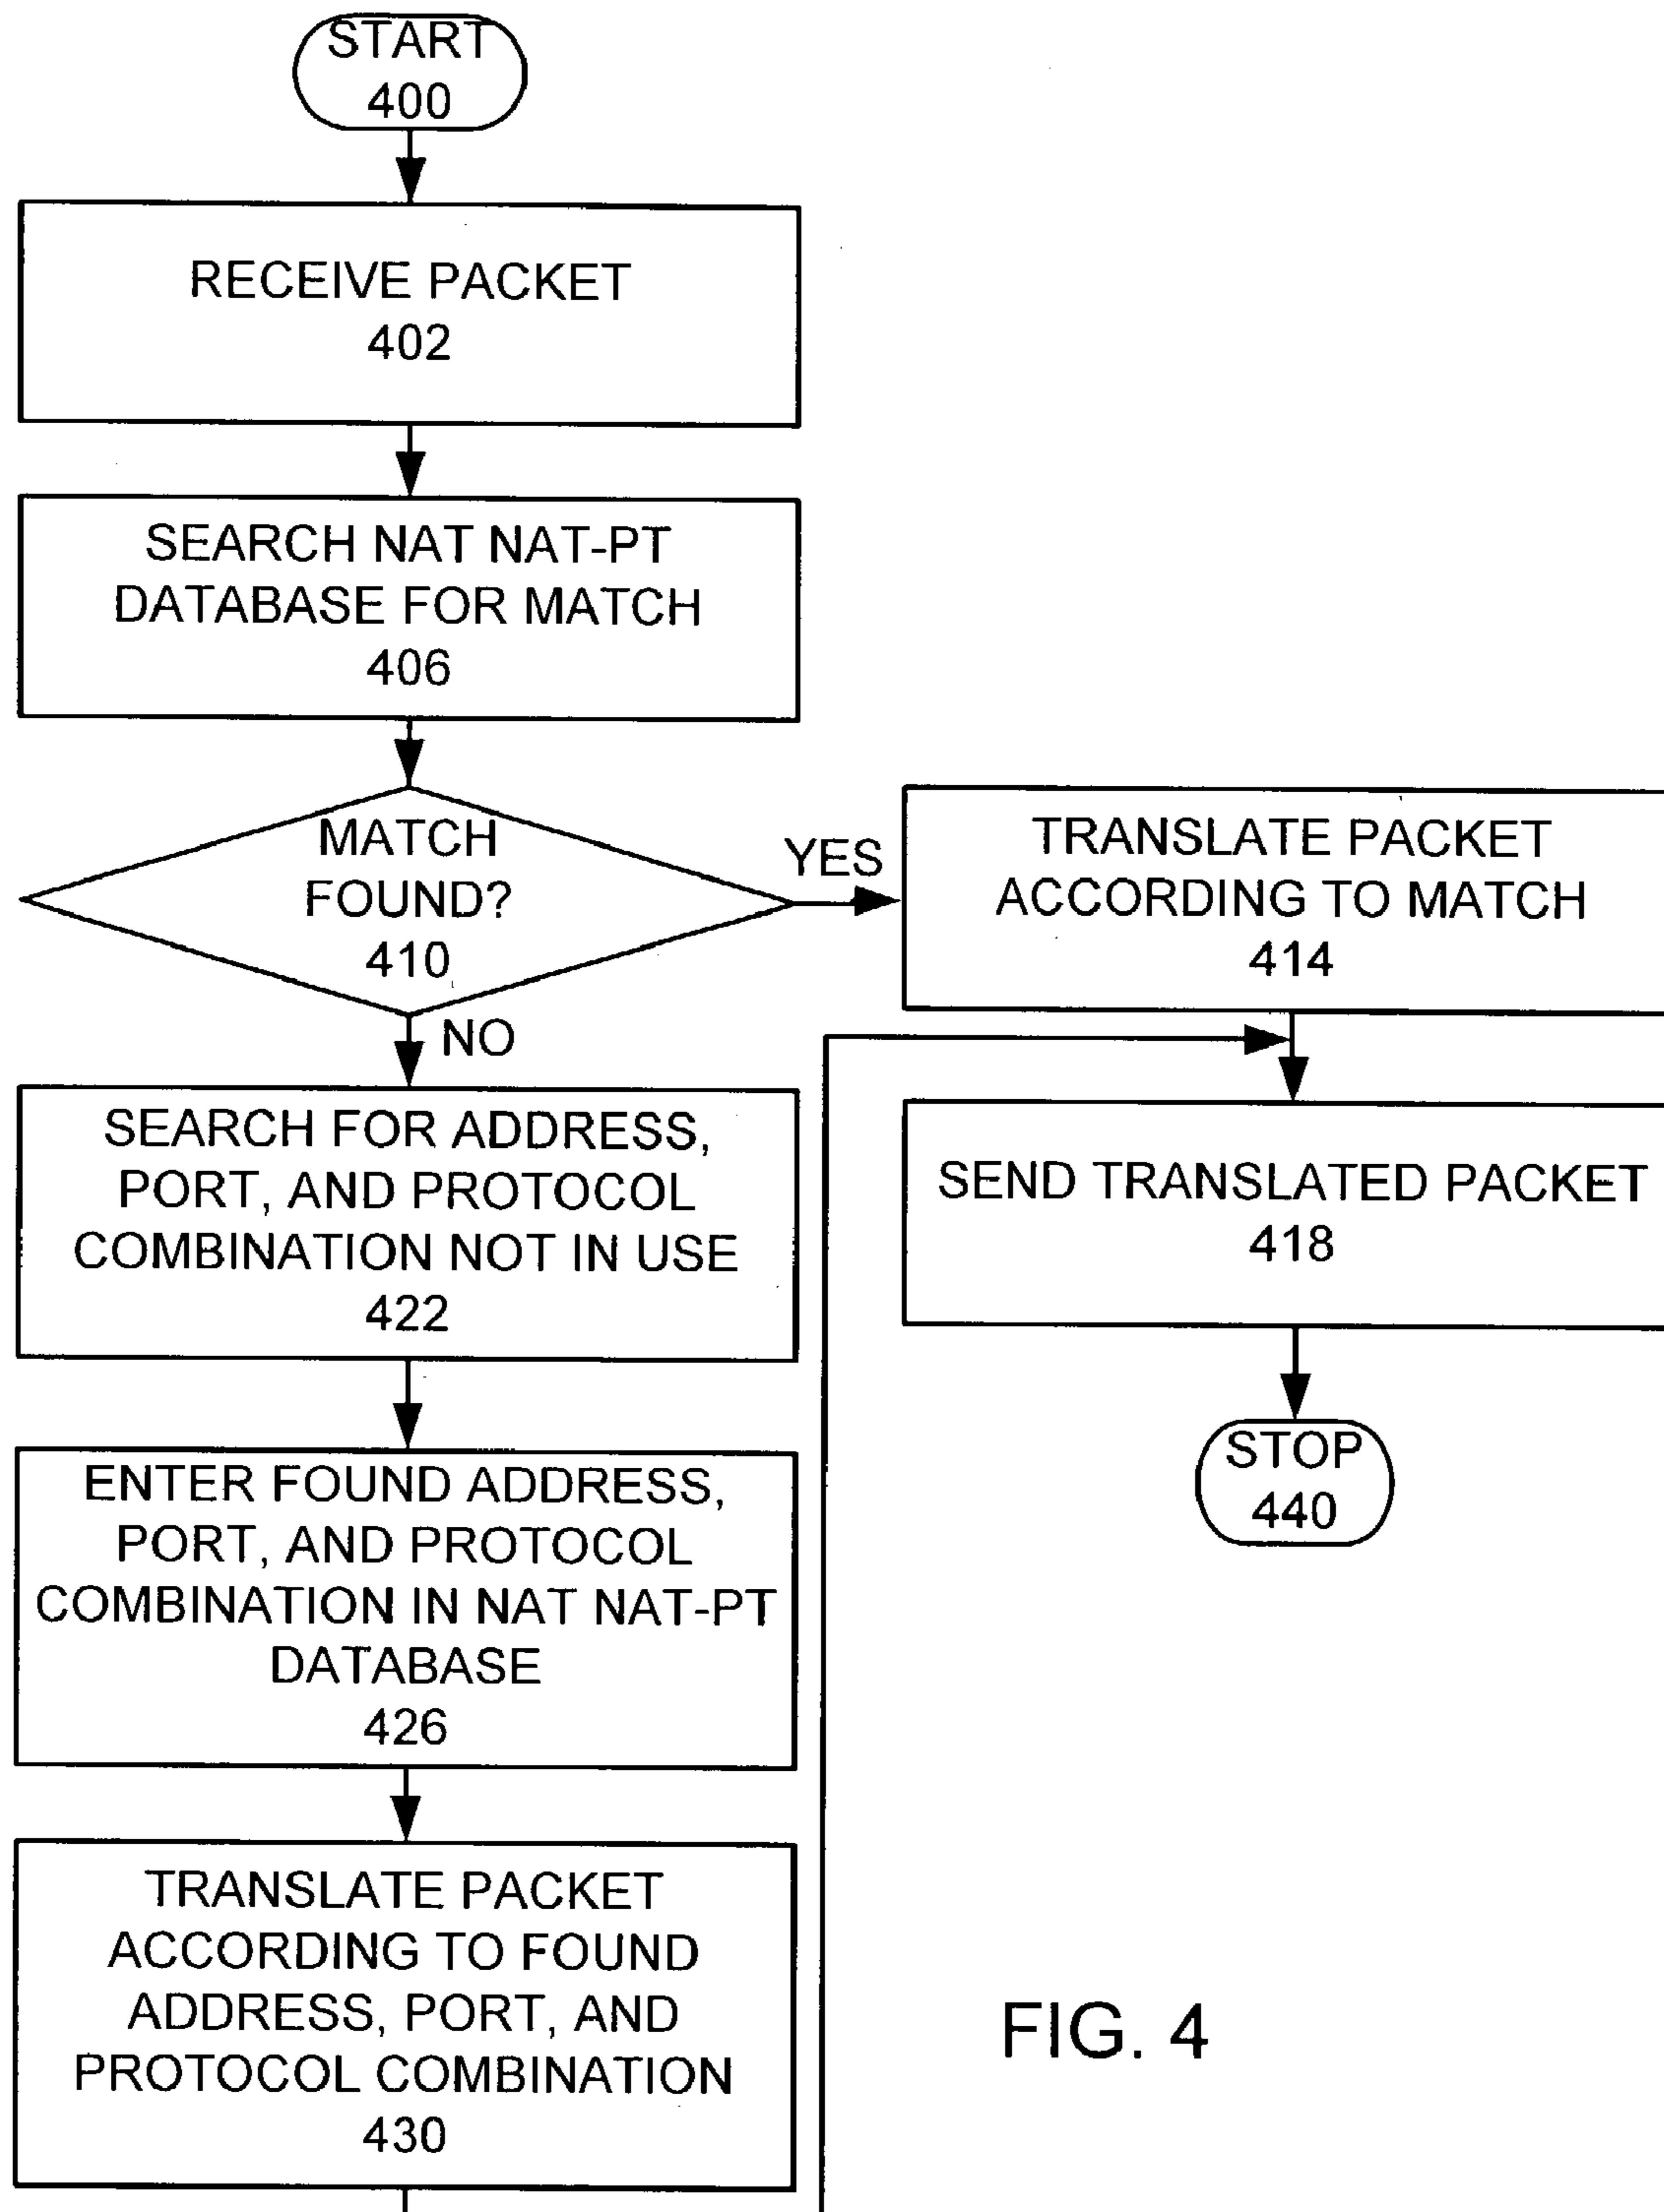 START
400
RECEIVE PACKET
402
SEARCH NAT NAT-PT
DATABASE FOR MATCH
406
MATCH
FOUND?
410
YES
TRANSLATE PACKET
ACCORDING TO MATCH
414
NO
SEARCH FOR ADDRESS,
PORT, AND PROTOCOL
COMBINATION NOT IN USE
422
SEND TRANSLATED PACKET
418
STOP
440
ENTER FOUND ADDRESS,
PORT, AND PROTOCOL
COMBINATION IN NAT NAT-PT
DATABASE
426
TRANSLATE PACKET
ACCORDING TO FOUND
ADDRESS, PORT, AND
PROTOCOL COMBINATION
430
FIG. 4